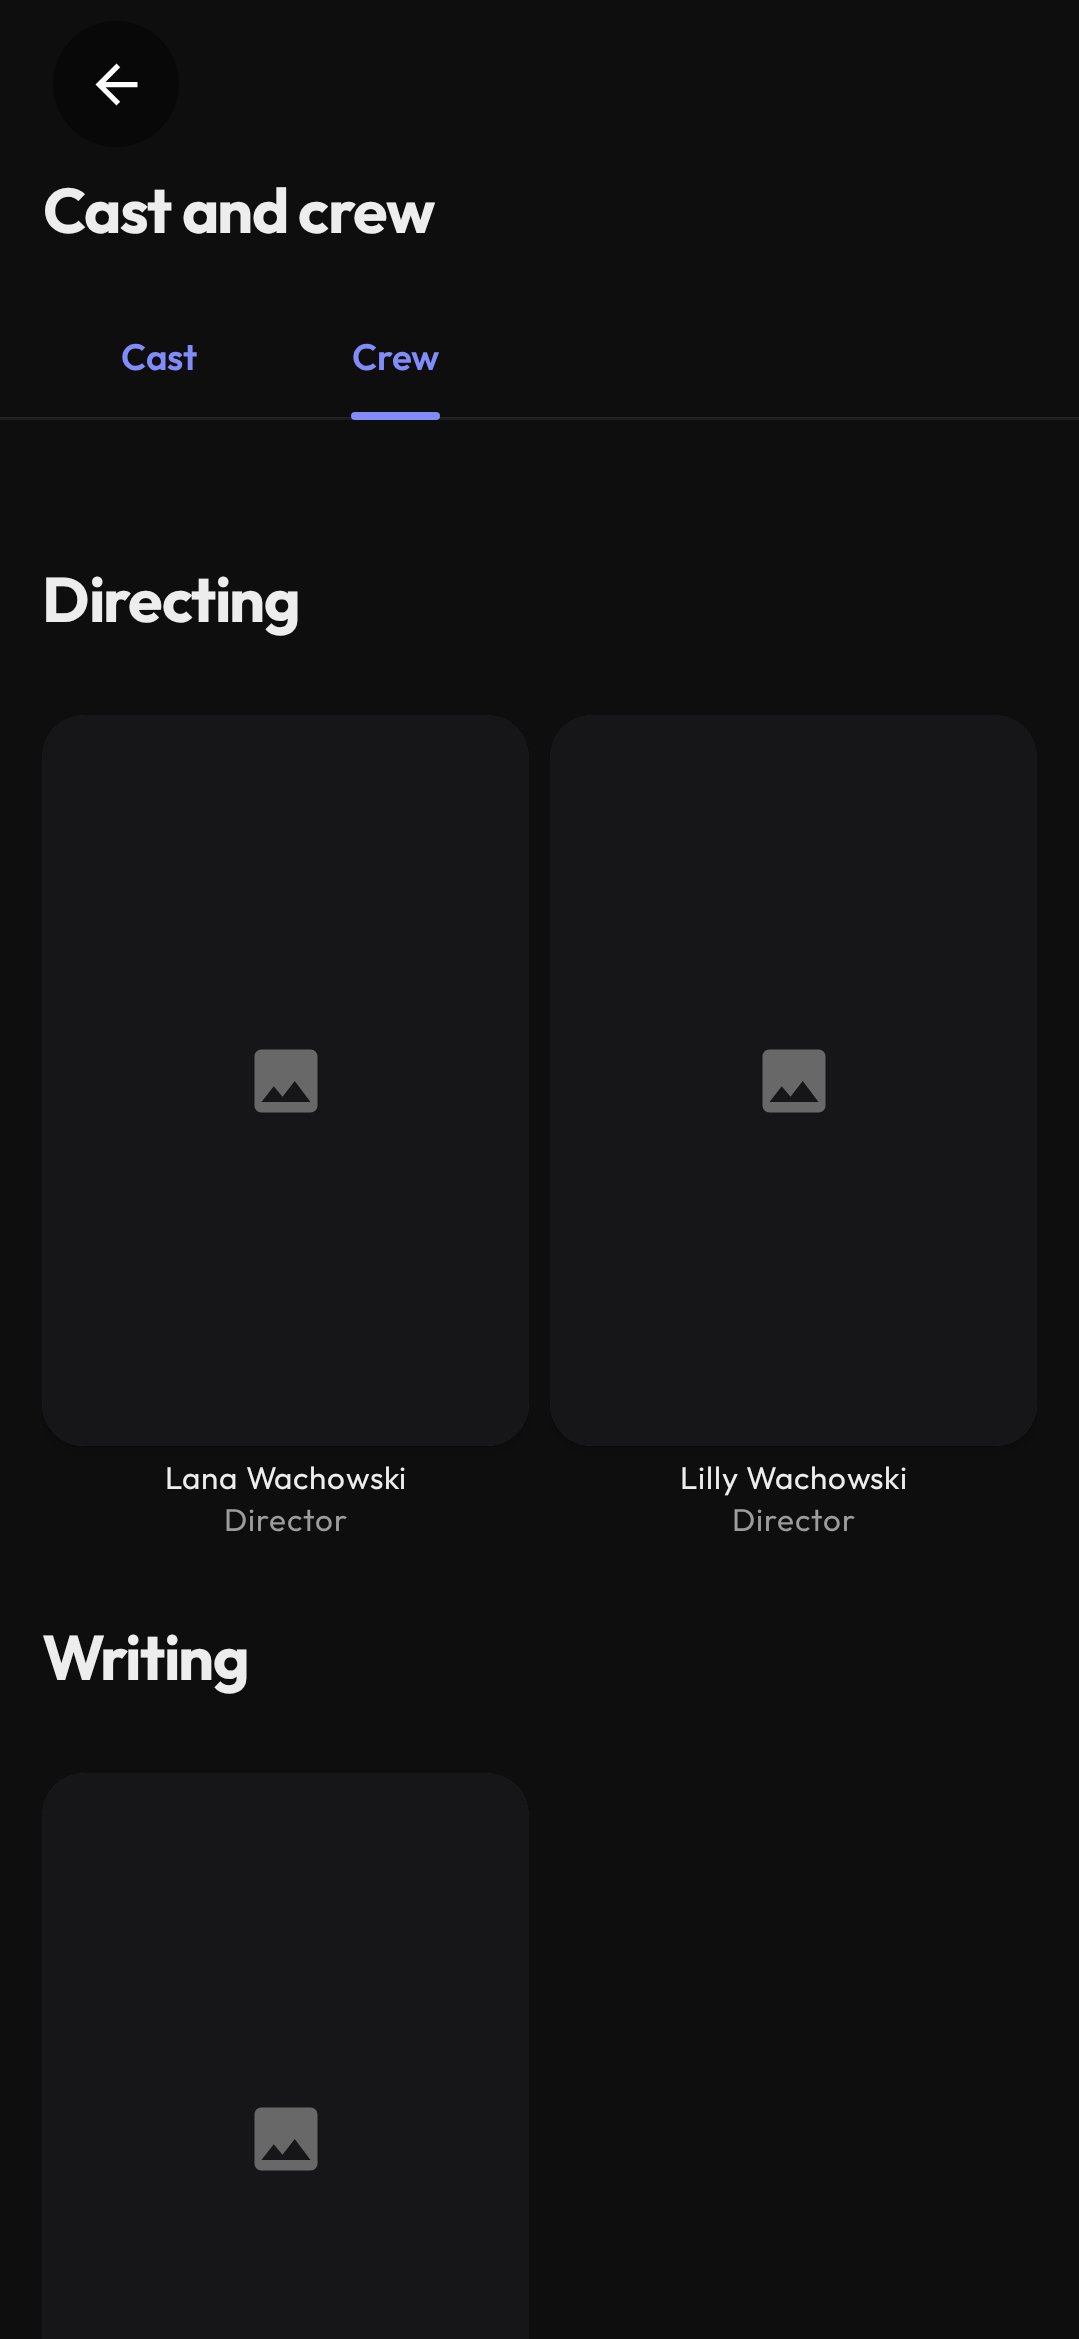 Cast and crew
Cast
Crew
Directing
Lana Wachowski
Director
Lilly Wachowski
Director
Writing